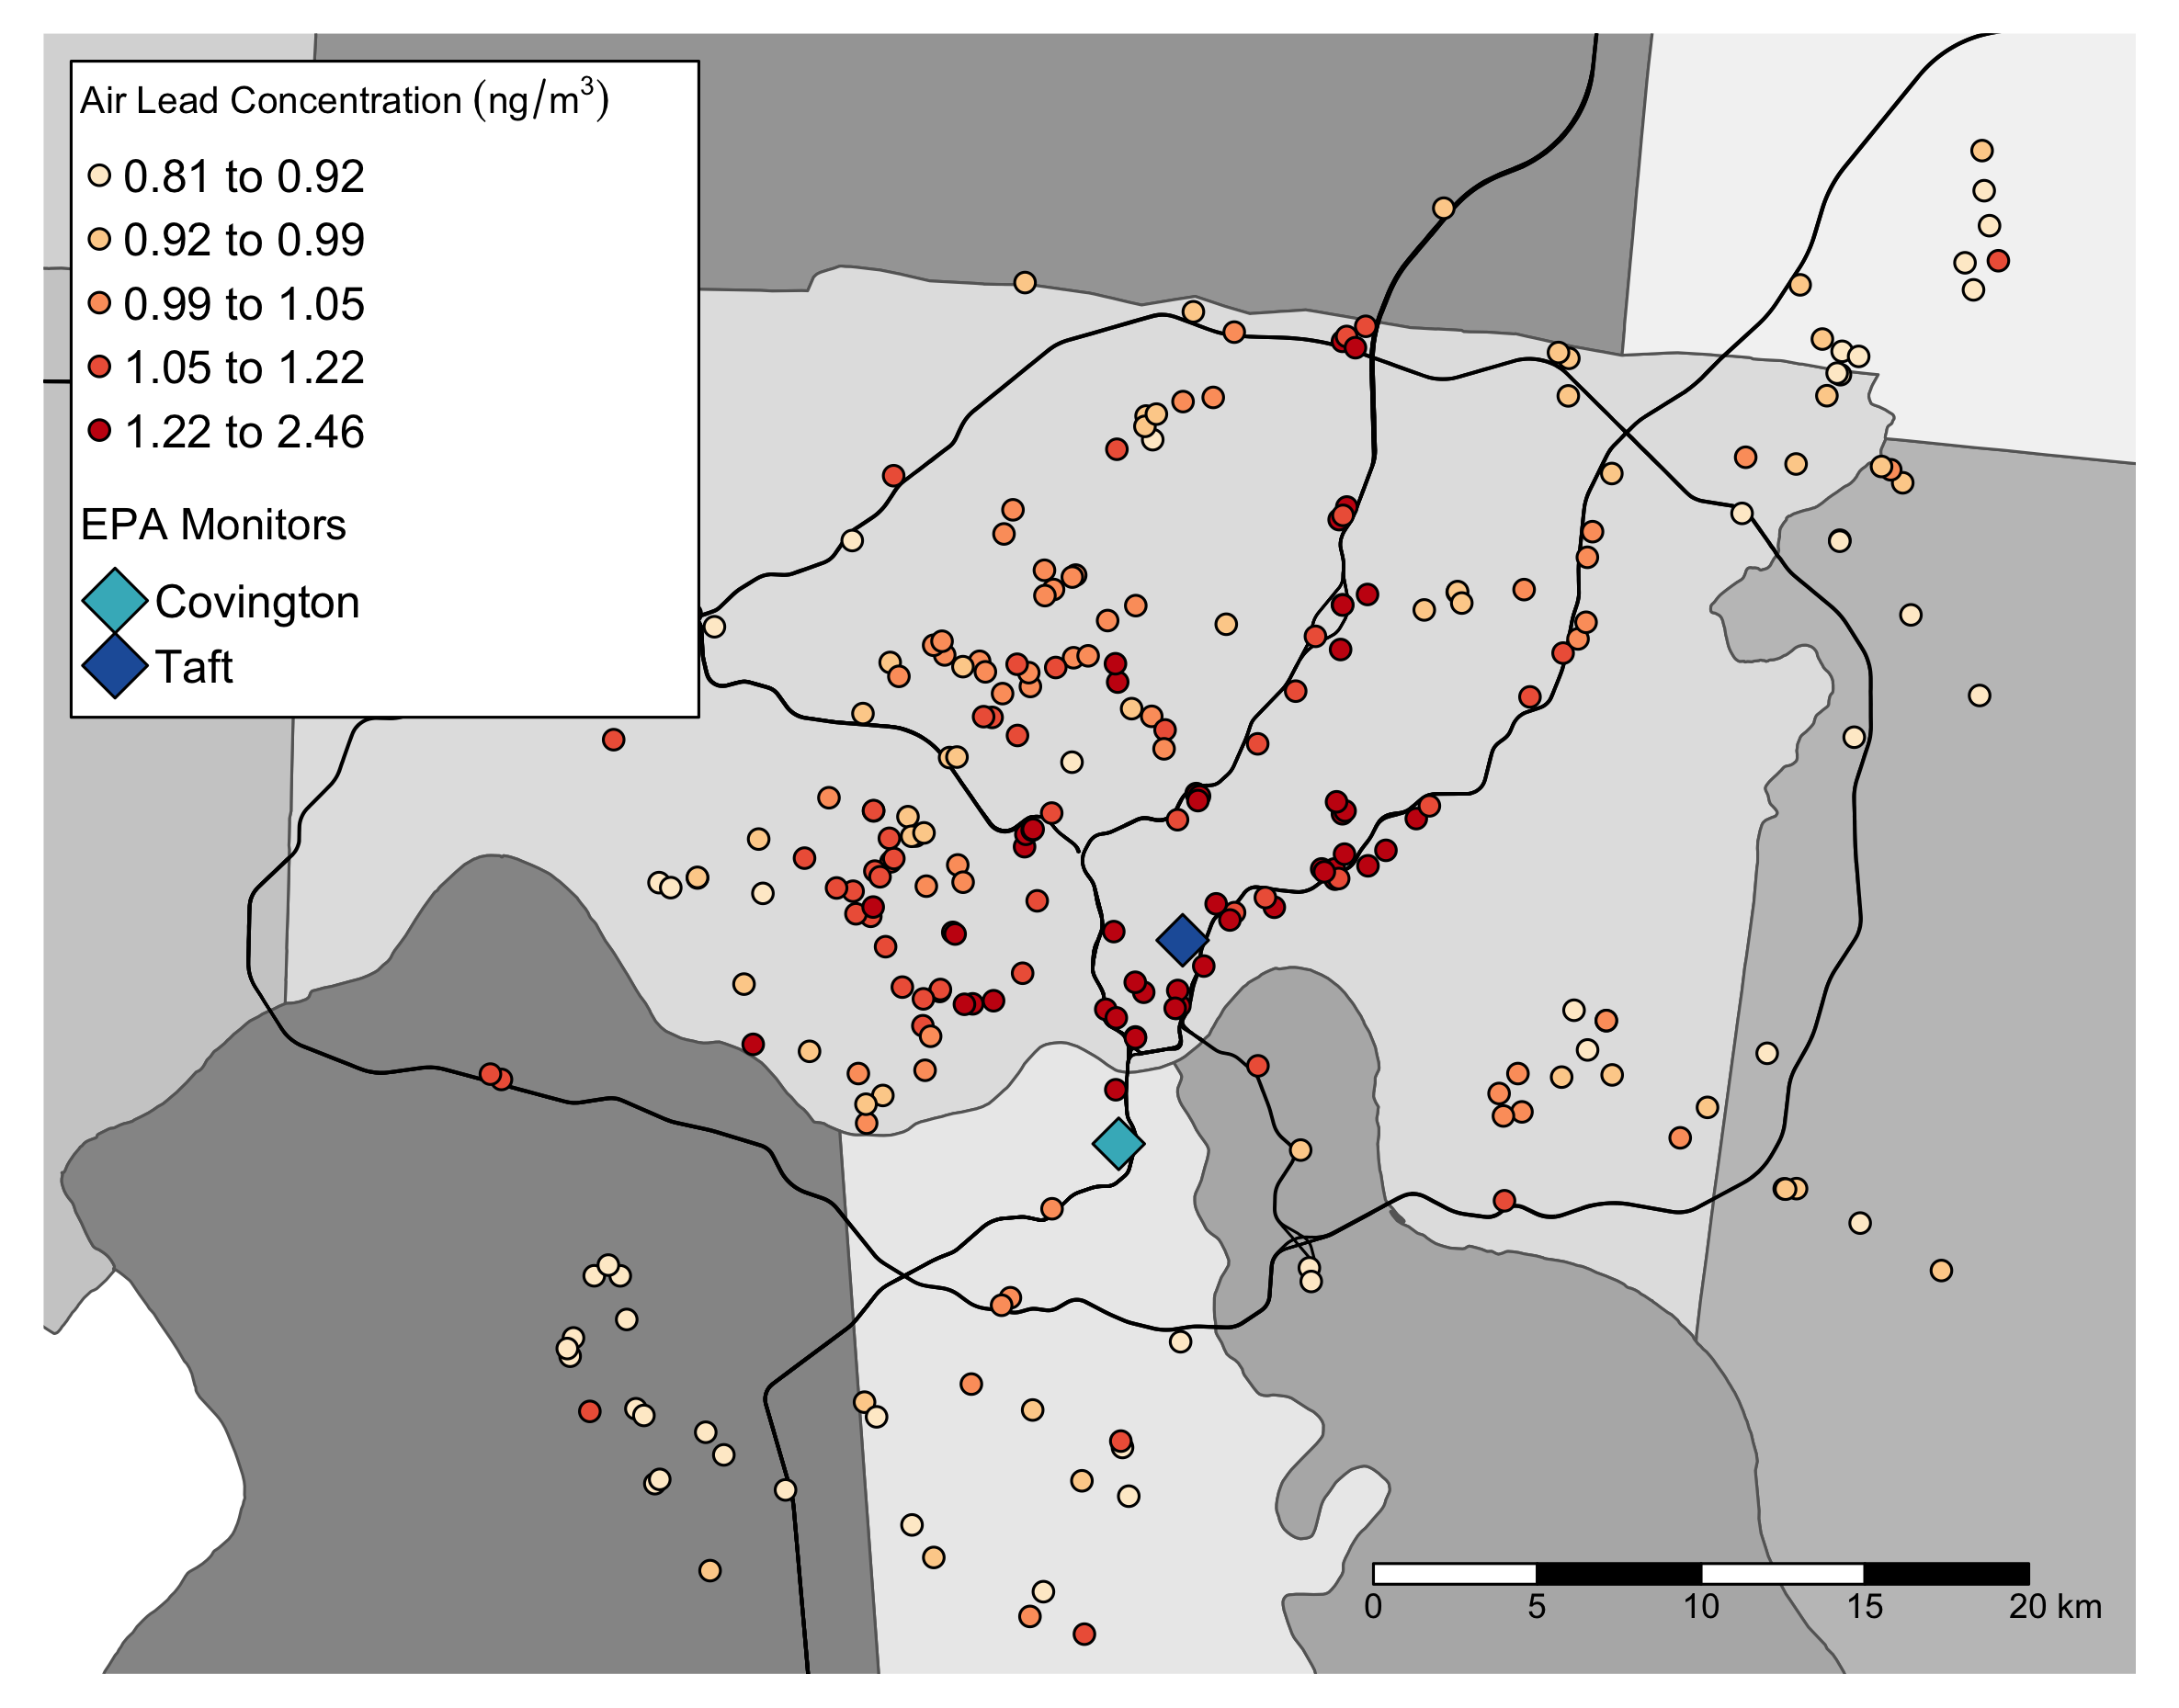 Air Lead Concentration (ng/m³)
0.81 to 0.92
0.92 to 0.99
0.99 to 1.05
1.05 to 1.22
1.22 to 2.46
EPA Monitors
Covington
Taft
0 5 10 15 20 km